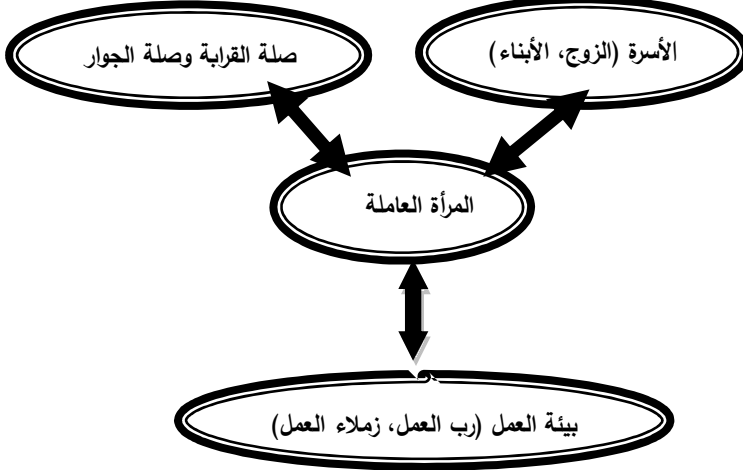 الأسرة (الزوج، الأبناء)
صلة القرابة وصلة الجوار
المرأة العاملة
بيئة العمل (رب العمل، زملاء العمل)